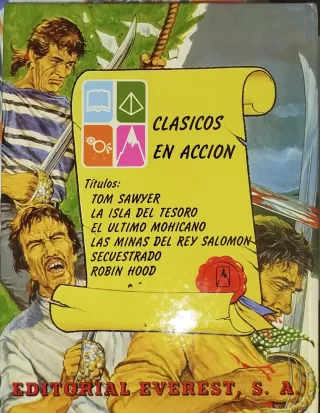 CLASICOS
EN ACCION
Títulos:
TOM SAWYER
LA ISLA DEL TESORO
EL ULTIMO MOHICANO
LAS MINAS DEL REY SALOMON
SECUESTRADO
ROBIN HOOD
EDITORIAL EVEREST, S. A.